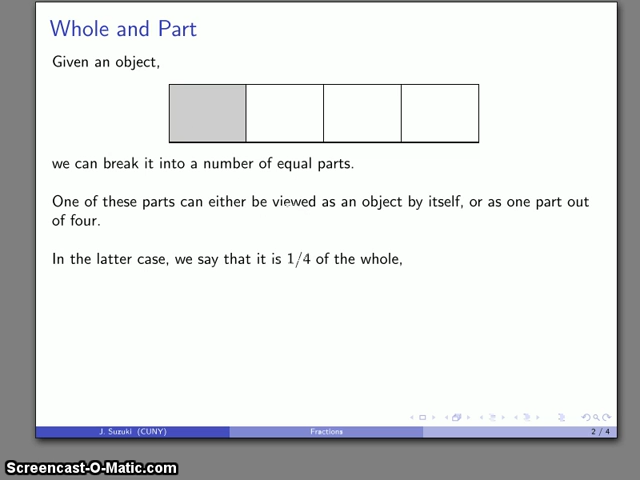 Whole and Part
Given an object,
we can break it into a number of equal parts.
One of these parts can either be viewed as an object by itself, or as one part out
of four.
In the latter case, we say that it is 1/4 of the whole,
J. Suzuki (CUNY)
Fractions
2 / 4
Screencast-O-Matic.com